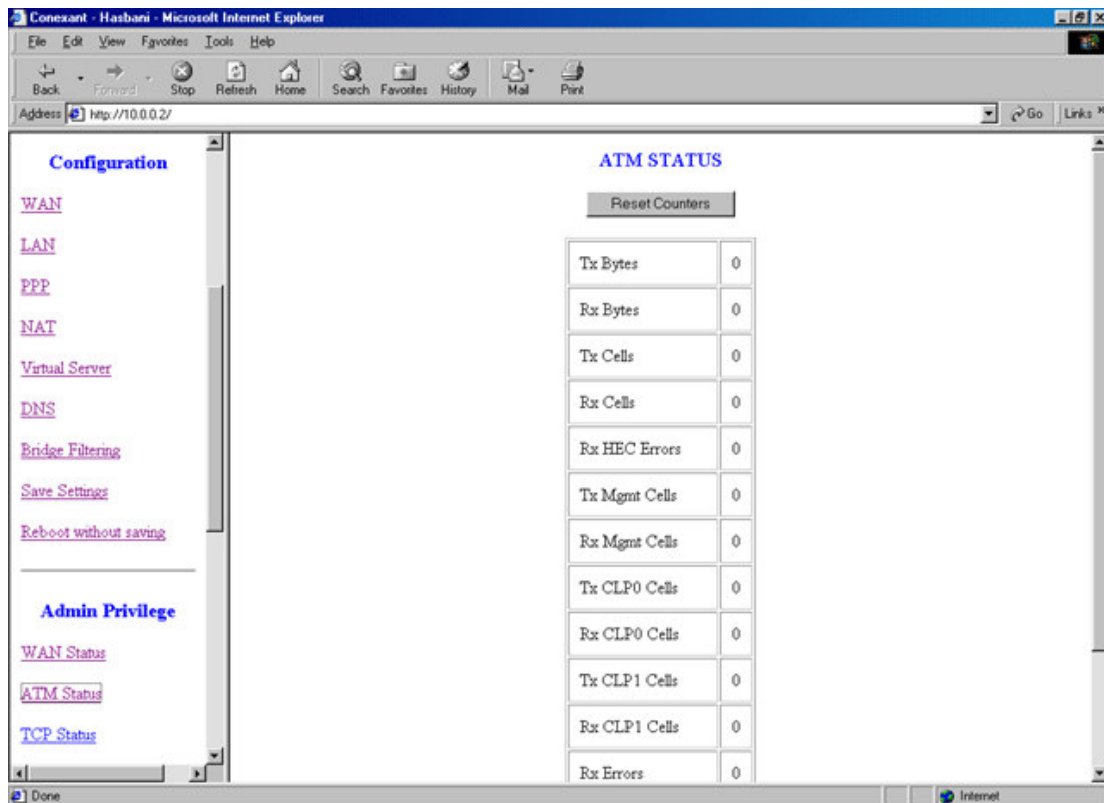 Conexant - Hasbani - Microsoft Internet Explorer
File Edit View Favorites Tools Help
Back Forward Stop Refresh Home Search Favorites History Mail Print
Address http://10.0.0.2/ Go Links »
Configuration
WAN
LAN
PPP
NAT
Virtual Server
DNS
Bridge Filtering
Save Settings
Reboot without saving
Admin Privilege
WAN Status
ATM Status
TCP Status
ATM STATUS
Reset Counters
Tx Bytes 0
Rx Bytes 0
Tx Cells 0
Rx Cells 0
Rx HEC Errors 0
Tx Mgmt Cells 0
Rx Mgmt Cells 0
Tx CLP0 Cells 0
Rx CLP0 Cells 0
Tx CLP1 Cells 0
Rx CLP1 Cells 0
Rx Errors 0
Done Internet